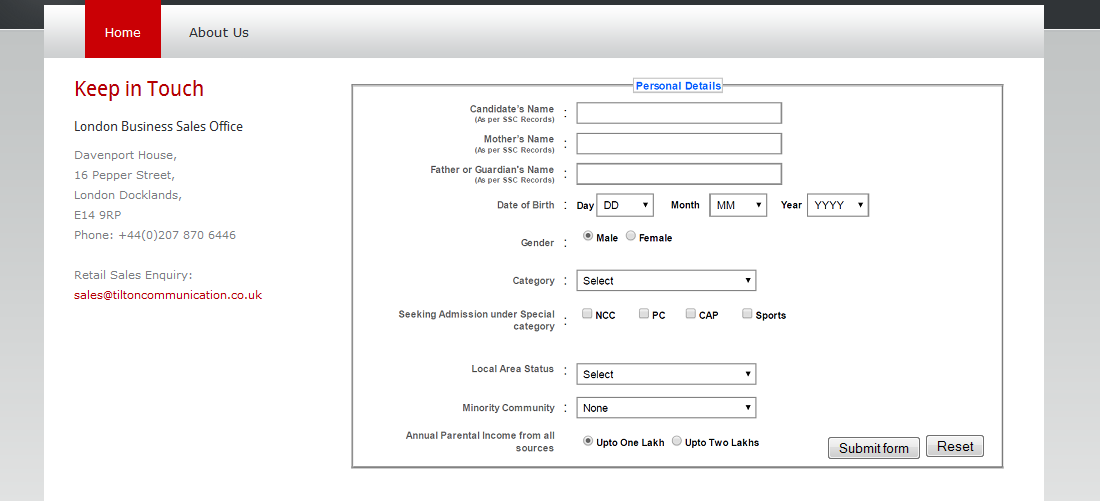 Home About Us
Keep in Touch
London Business Sales Office
Davenport House,
16 Pepper Street,
London Docklands,
E14 9RP
Phone: +44(0)207 870 6446
Retail Sales Enquiry:
sales@tiltoncommunication.co.uk
Personal Details
Candidate's Name :
(As per SSC Records)
Mother's Name :
(As per SSC Records)
Father or Guardian's Name :
(As per SSC Records)
Date of Birth : Day DD Month MM Year YYYY
Gender : Male Female
Category : Select
Seeking Admission under Special
category : NCC PC CAP Sports
Local Area Status : Select
Minority Community : None
Annual Parental Income from all
sources : Upto One Lakh Upto Two Lakhs
Submit form Reset